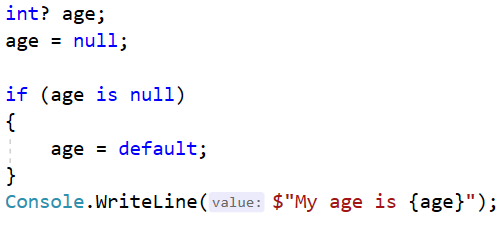 int? age;
age = null;

if (age is null)
{
    age = default;
}
Console.WriteLine(value: $"My age is {age}");